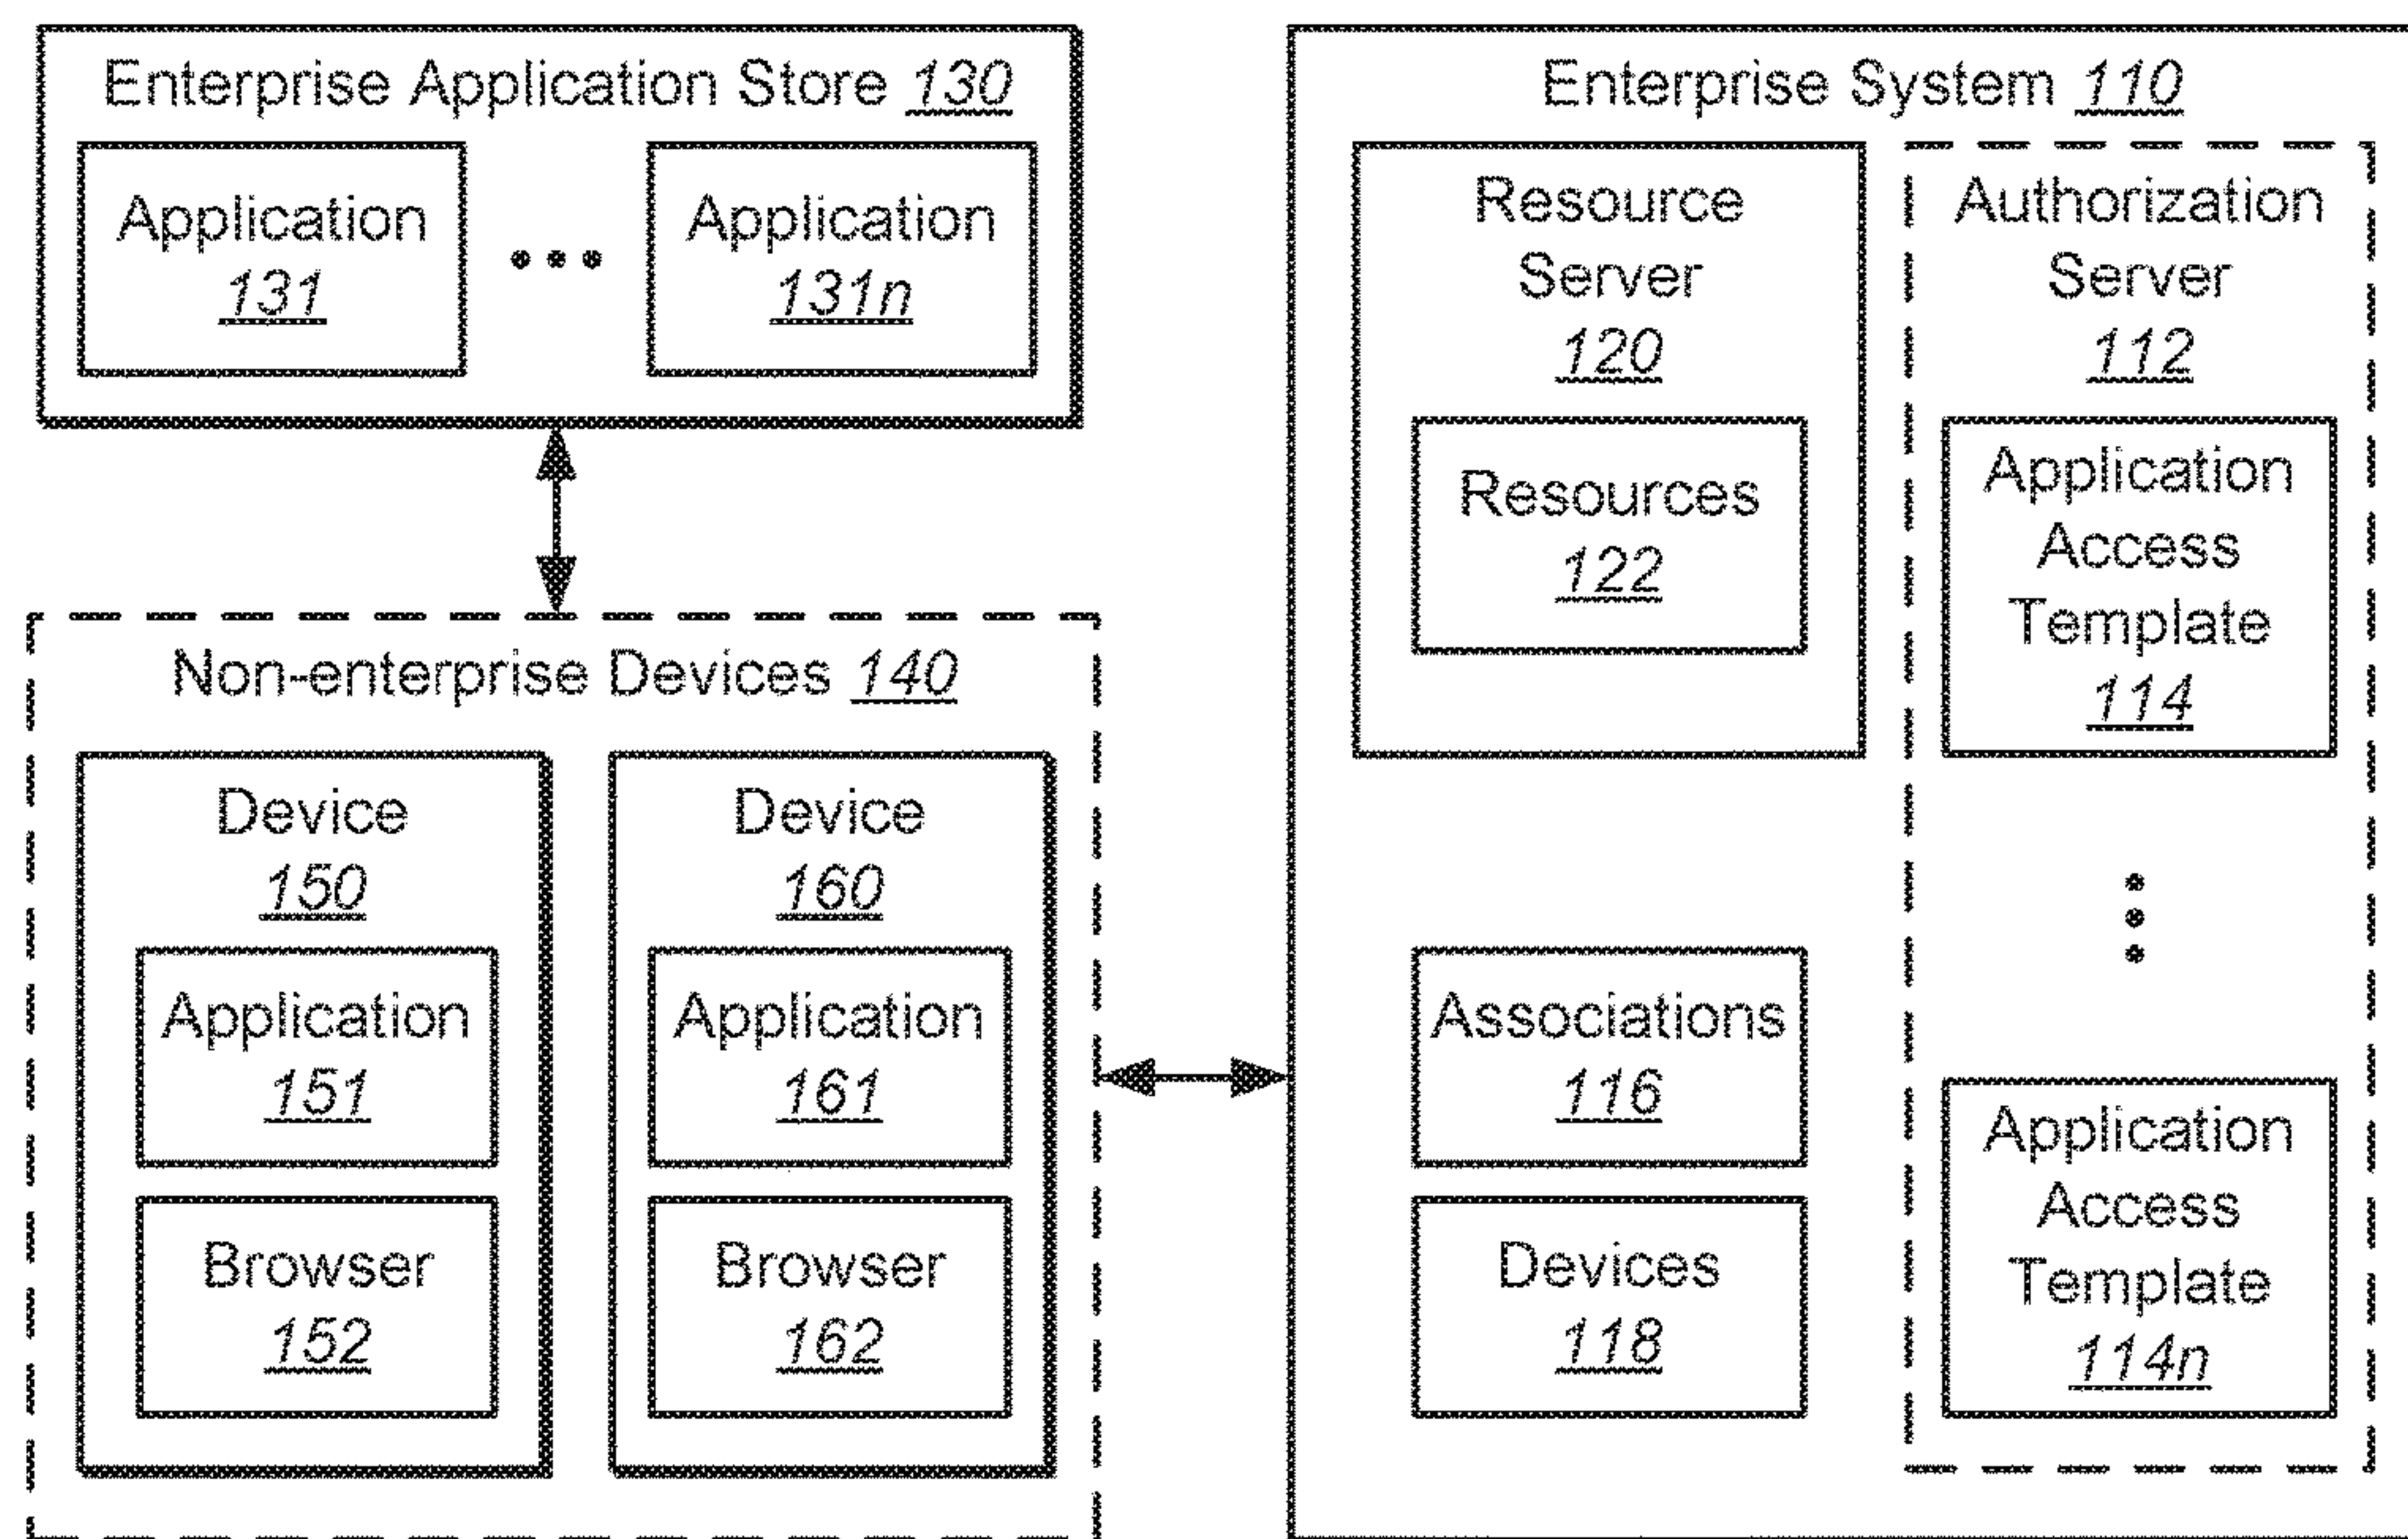 Enterprise Application Store 130
Application
131
Application
131n
Non-enterprise Devices 140
Device
150
Application
151
Browser
152
Device
160
Application
161
Browser
162
Enterprise System 110
Resource
Server
120
Resources
122
Associations
116
Devices
118
Authorization
Server
112
Application
Access
Template
114
Application
Access
Template
114n